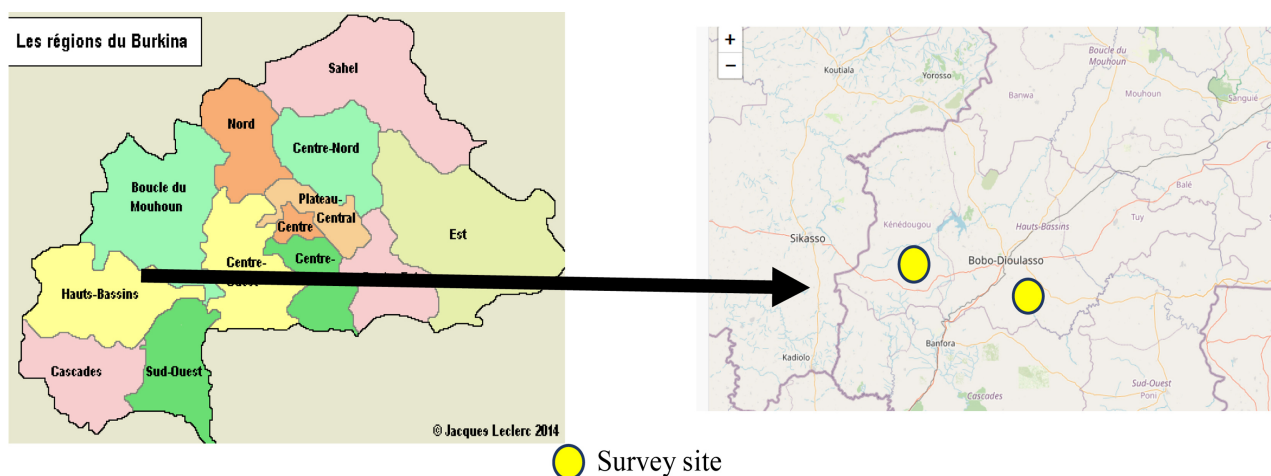 Les régions du Burkina
Sahel
Nord
Centre-Nord
Boucle du
Mouhoun
Plateau-
Central
Centre
Est
Centre-
Centre-
Hauts-Bassins
Cascades
Sud-Ouest
© Jacques Leclerc 2014
+
−
Koutiala
Yorosso
Boucle du
Mouhoun
Banwa
Mouhoun
Sanguié
Balé
Kénédougou
Tuy
Hauts-Bassins
Sikasso
Bobo-Dioulasso
Banfora
Kadiolo
Sud-Ouest
Poni
Cascades
Survey site